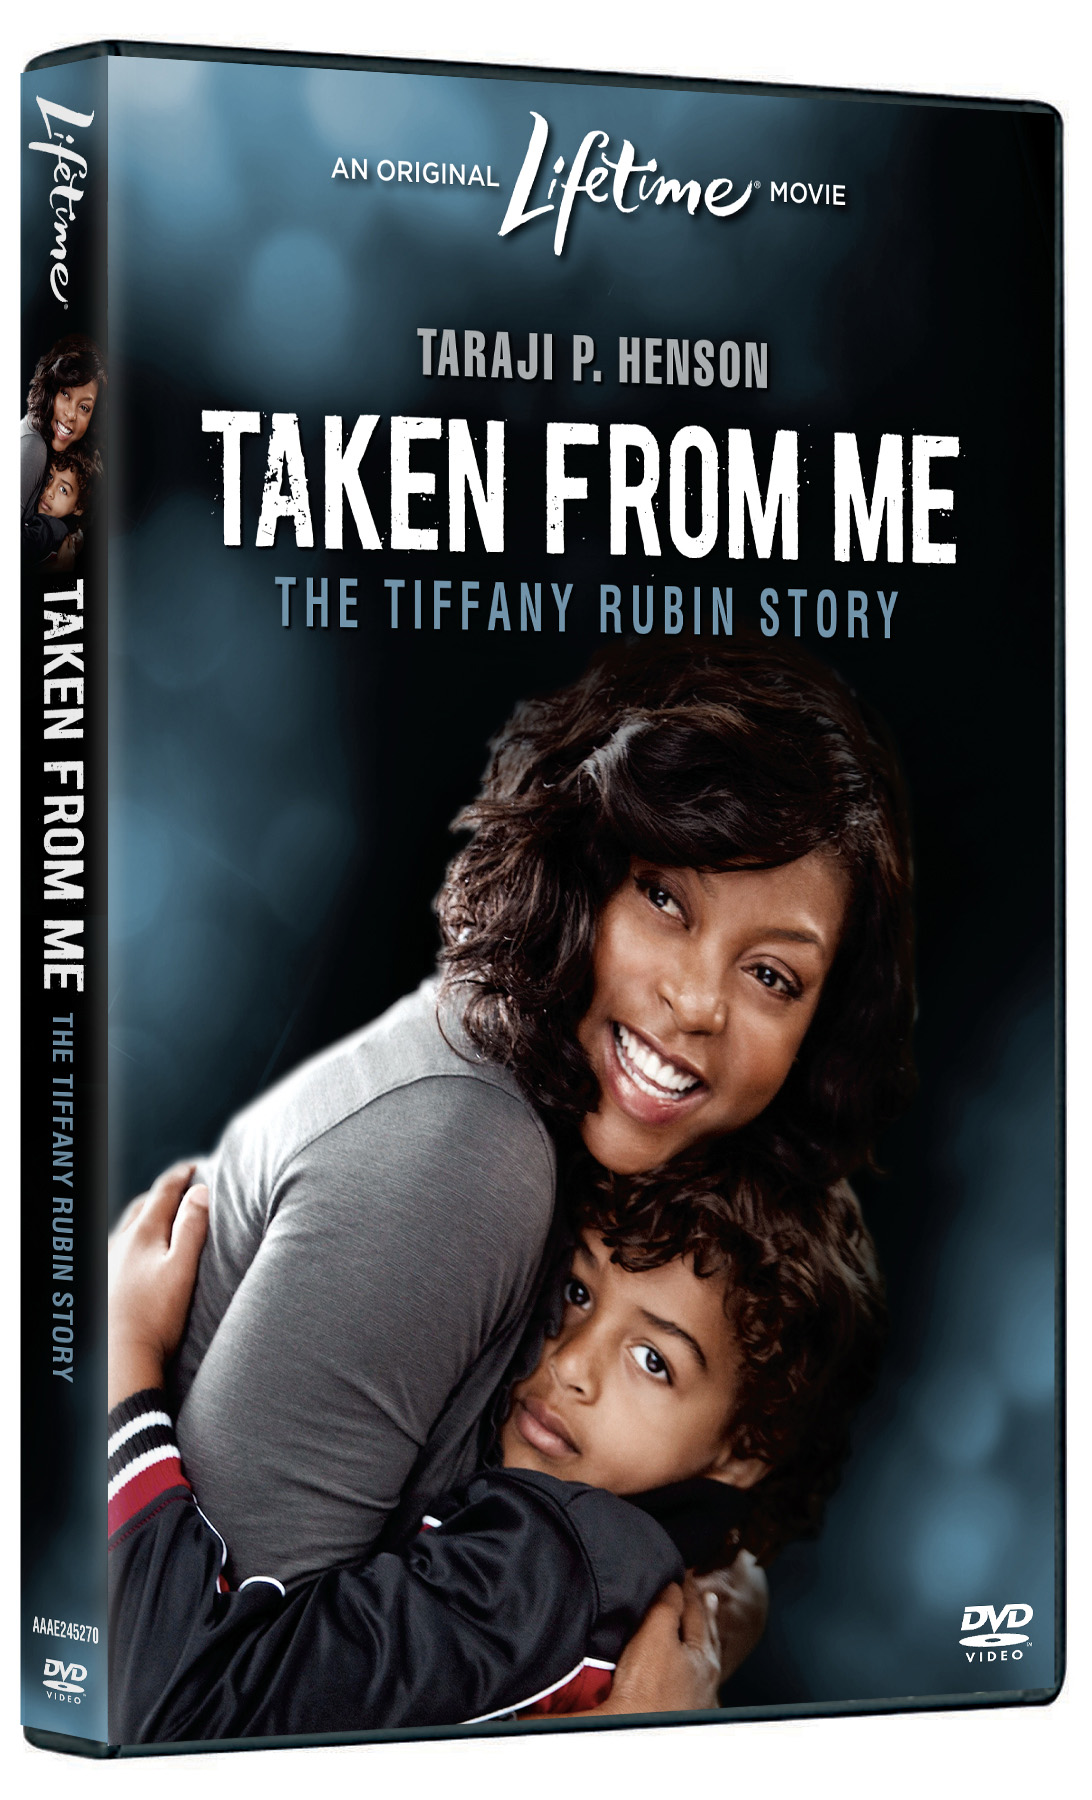 AN ORIGINAL Lifetime® MOVIE
TARAJI P. HENSON
TAKEN FROM ME
THE TIFFANY RUBIN STORY
DVD
VIDEO
Lifetime®
TAKEN FROM ME THE TIFFANY RUBIN STORY
AAAE245270
DVD
VIDEO